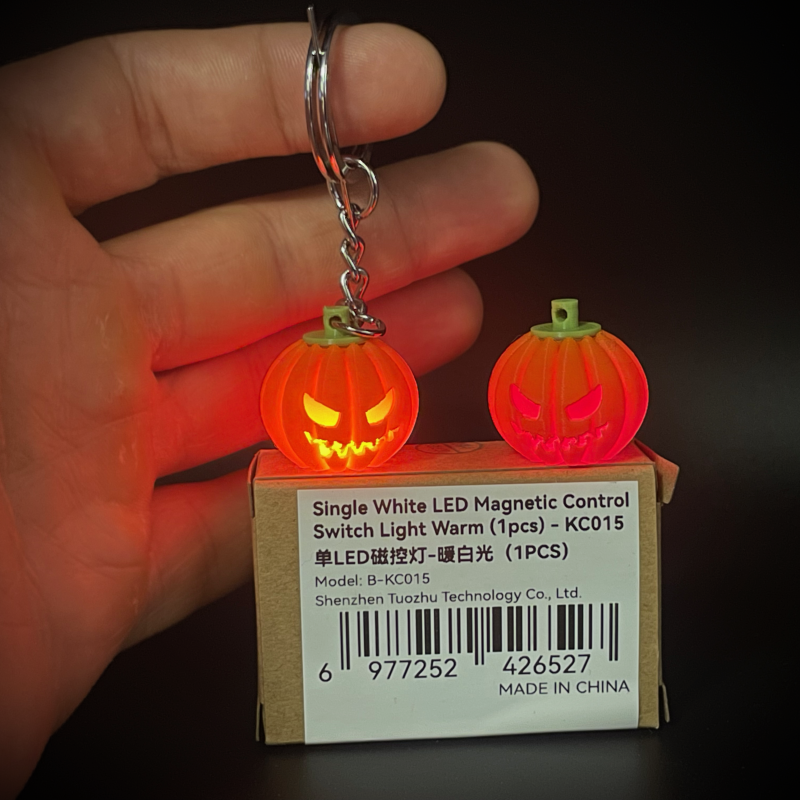 Single White LED Magnetic Control
Switch Light Warm (1pcs) - KC015
单LED磁控灯-暖白光（1PCS）
Model: B-KC015
Shenzhen Tuozhu Technology Co., Ltd.
6 977252 426527
MADE IN CHINA